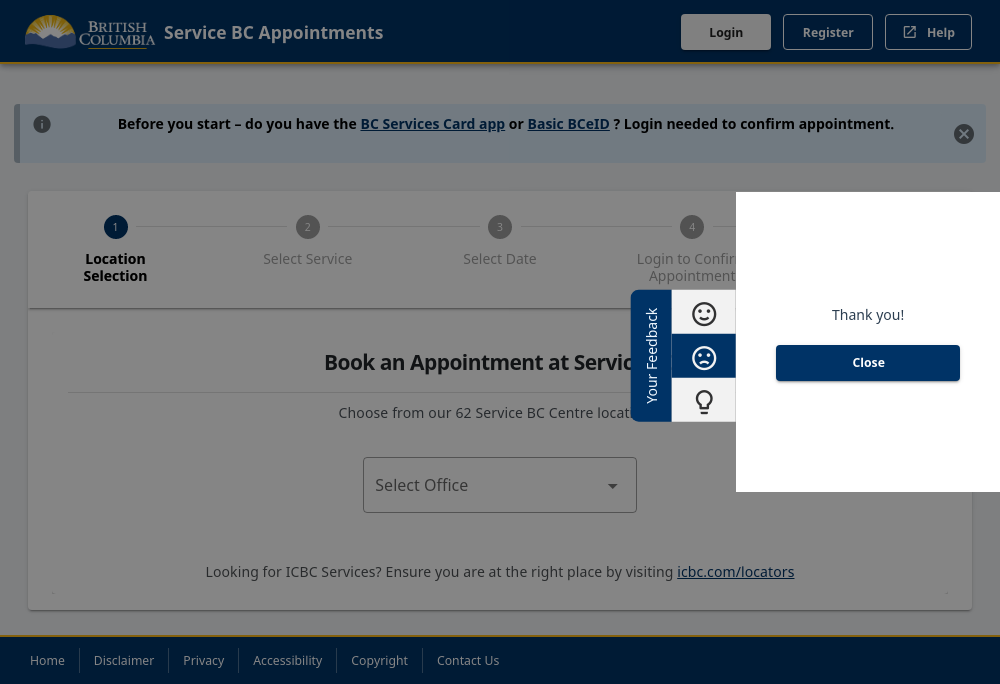 BRITISH
COLUMBIA
Service BC Appointments
Login
Register
Help
Before you start – do you have the BC Services Card app or Basic BCeID ? Login needed to confirm appointment.
1
2
3
4
Location
Selection
Select Service
Select Date
Login to Confir
Appointment
Your Feedback
Thank you!
Close
Book an Appointment at Servic
Choose from our 62 Service BC Centre locat
Select Office
Looking for ICBC Services? Ensure you are at the right place by visiting icbc.com/locators
Home
Disclaimer
Privacy
Accessibility
Copyright
Contact Us